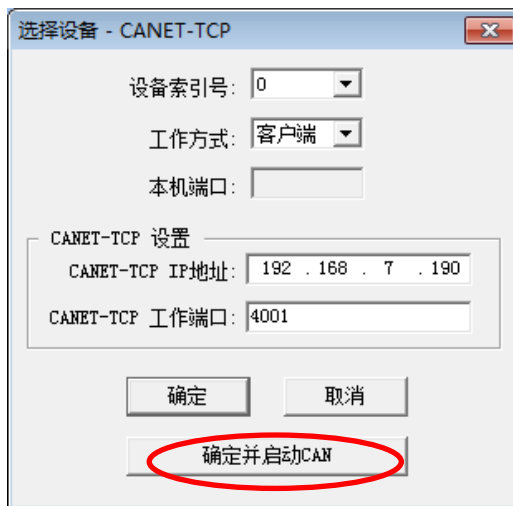 选择设备 - CANET-TCP
设备索引号: 0
工作方式: 客户端
本机端口:
CANET-TCP 设置
CANET-TCP IP地址: 192 . 168 . 7 . 190
CANET-TCP 工作端口: 4001
确定 取消
确定并启动CAN